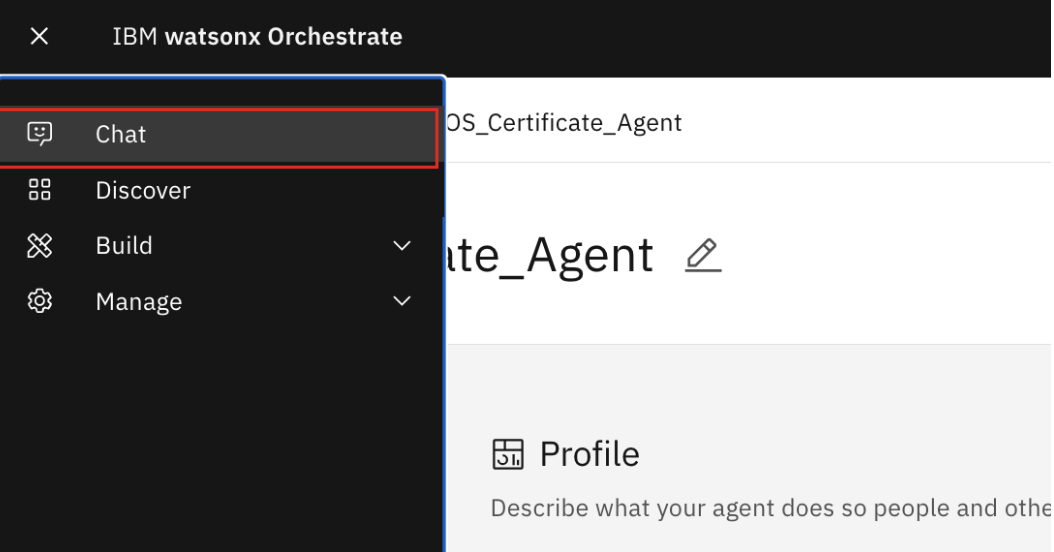 IBM watsonx Orchestrate
Chat
Discover
Build
Manage
OS_Certificate_Agent
ate_Agent
Profile
Describe what your agent does so people and othe